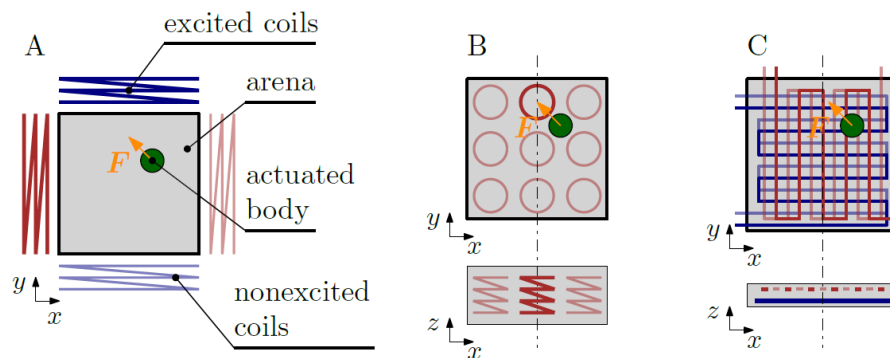 excited coils
A
B
C
arena
F
F
F
actuated
body
y
x
y
x
y
x
nonexcited
coils
z
x
z
x